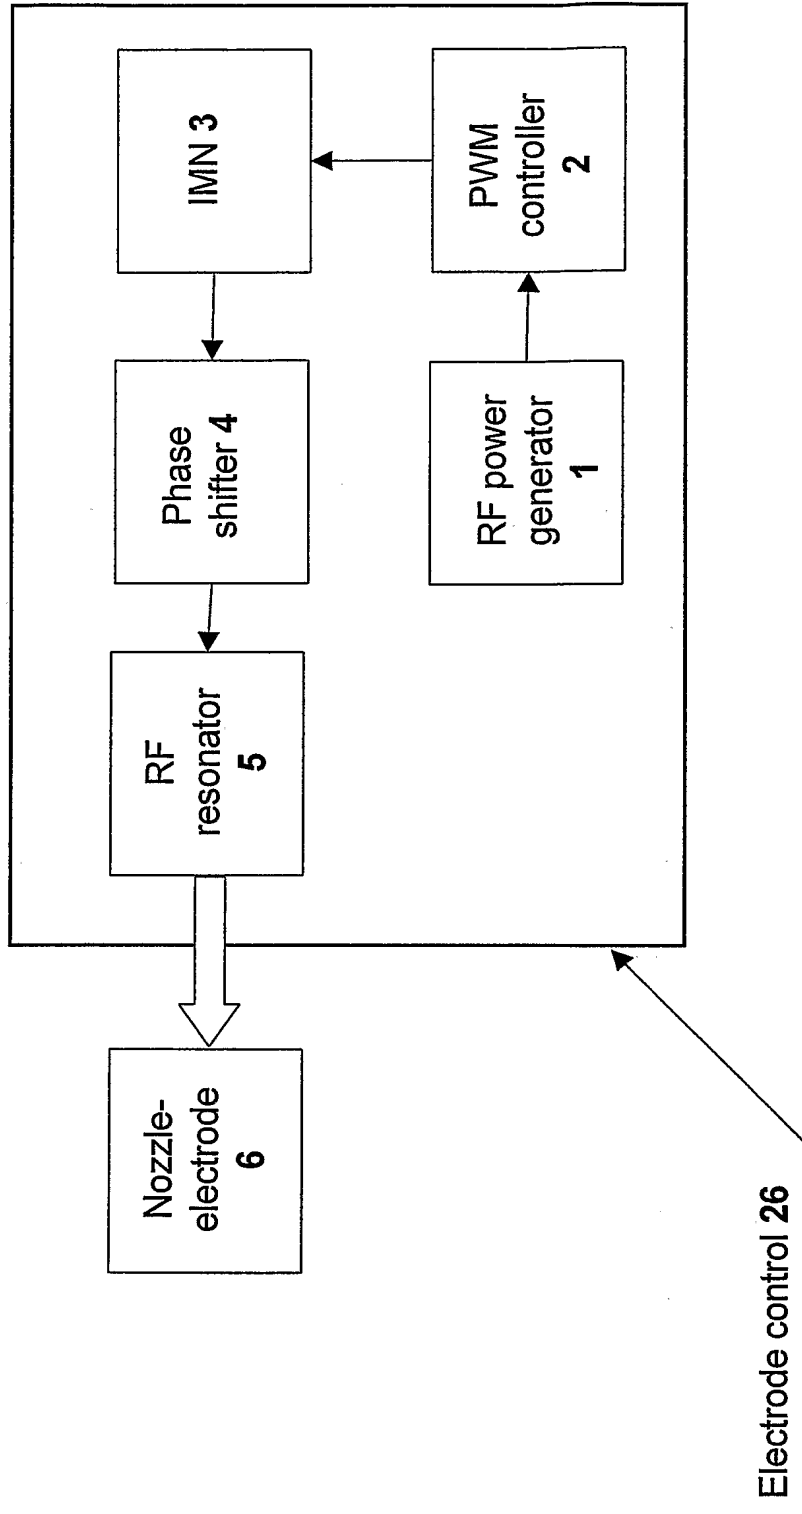 Nozzle-
electrode
6
RF
resonator
5
Phase
shifter 4
IMN 3
RF power
generator
1
PWM
controller
2
Electrode control 26